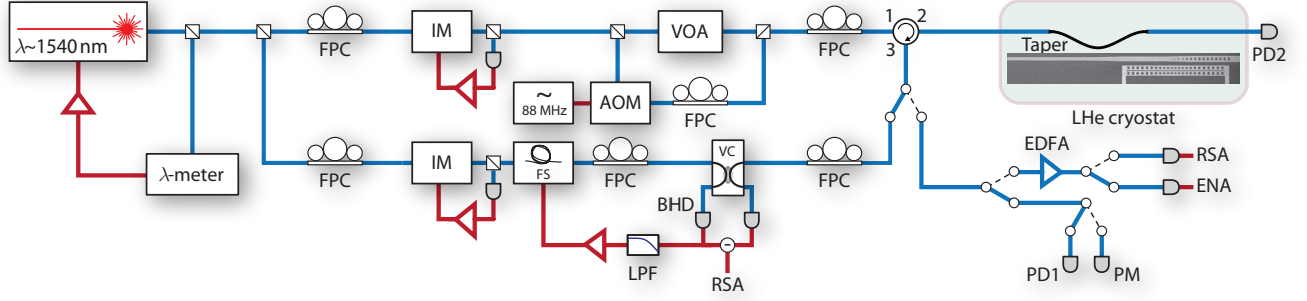 λ~1540 nm
FPC
IM
VOA
FPC
1
2
3
Taper
PD2
~
88 MHz
AOM
FPC
LHe cryostat
λ-meter
FPC
IM
FS
FPC
VC
FPC
EDFA
RSA
ENA
BHD
LPF
-
RSA
PD1
PM